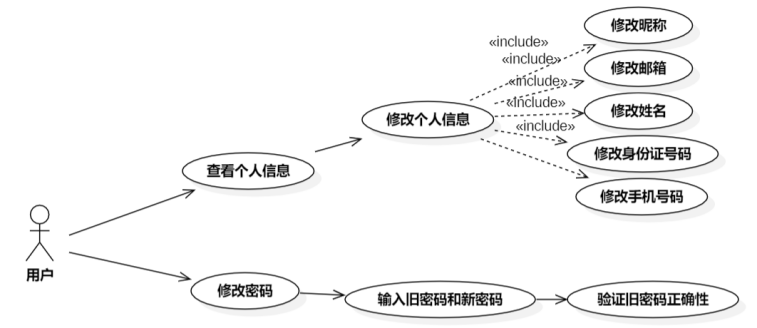 修改昵称
«include»
«include»
修改邮箱
«include»
«include»
修改姓名
修改个人信息
«include»
修改身份证号码
查看个人信息
修改手机号码
用户
修改密码
输入旧密码和新密码
验证旧密码正确性